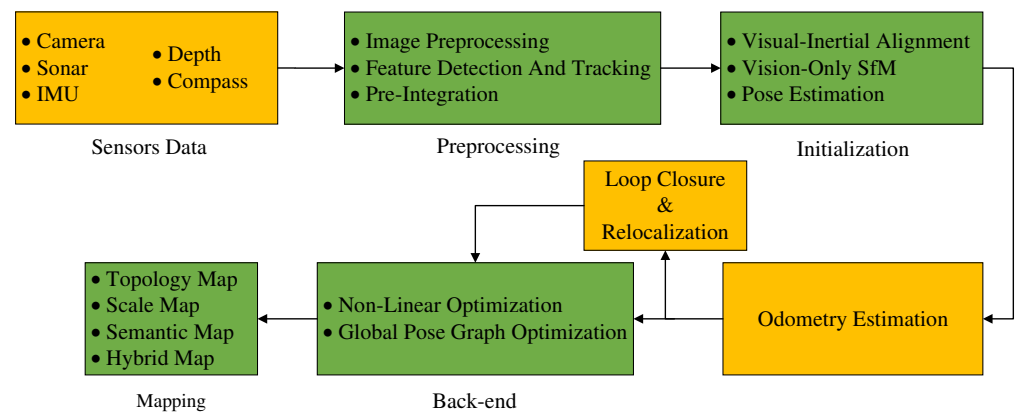 • Camera
• Sonar
• IMU
• Depth
• Compass
Sensors Data
• Image Preprocessing
• Feature Detection And Tracking
• Pre-Integration
Preprocessing
• Visual-Inertial Alignment
• Vision-Only SfM
• Pose Estimation
Initialization
Loop Closure
&
Relocalization
Odometry Estimation
• Non-Linear Optimization
• Global Pose Graph Optimization
Back-end
• Topology Map
• Scale Map
• Semantic Map
• Hybrid Map
Mapping